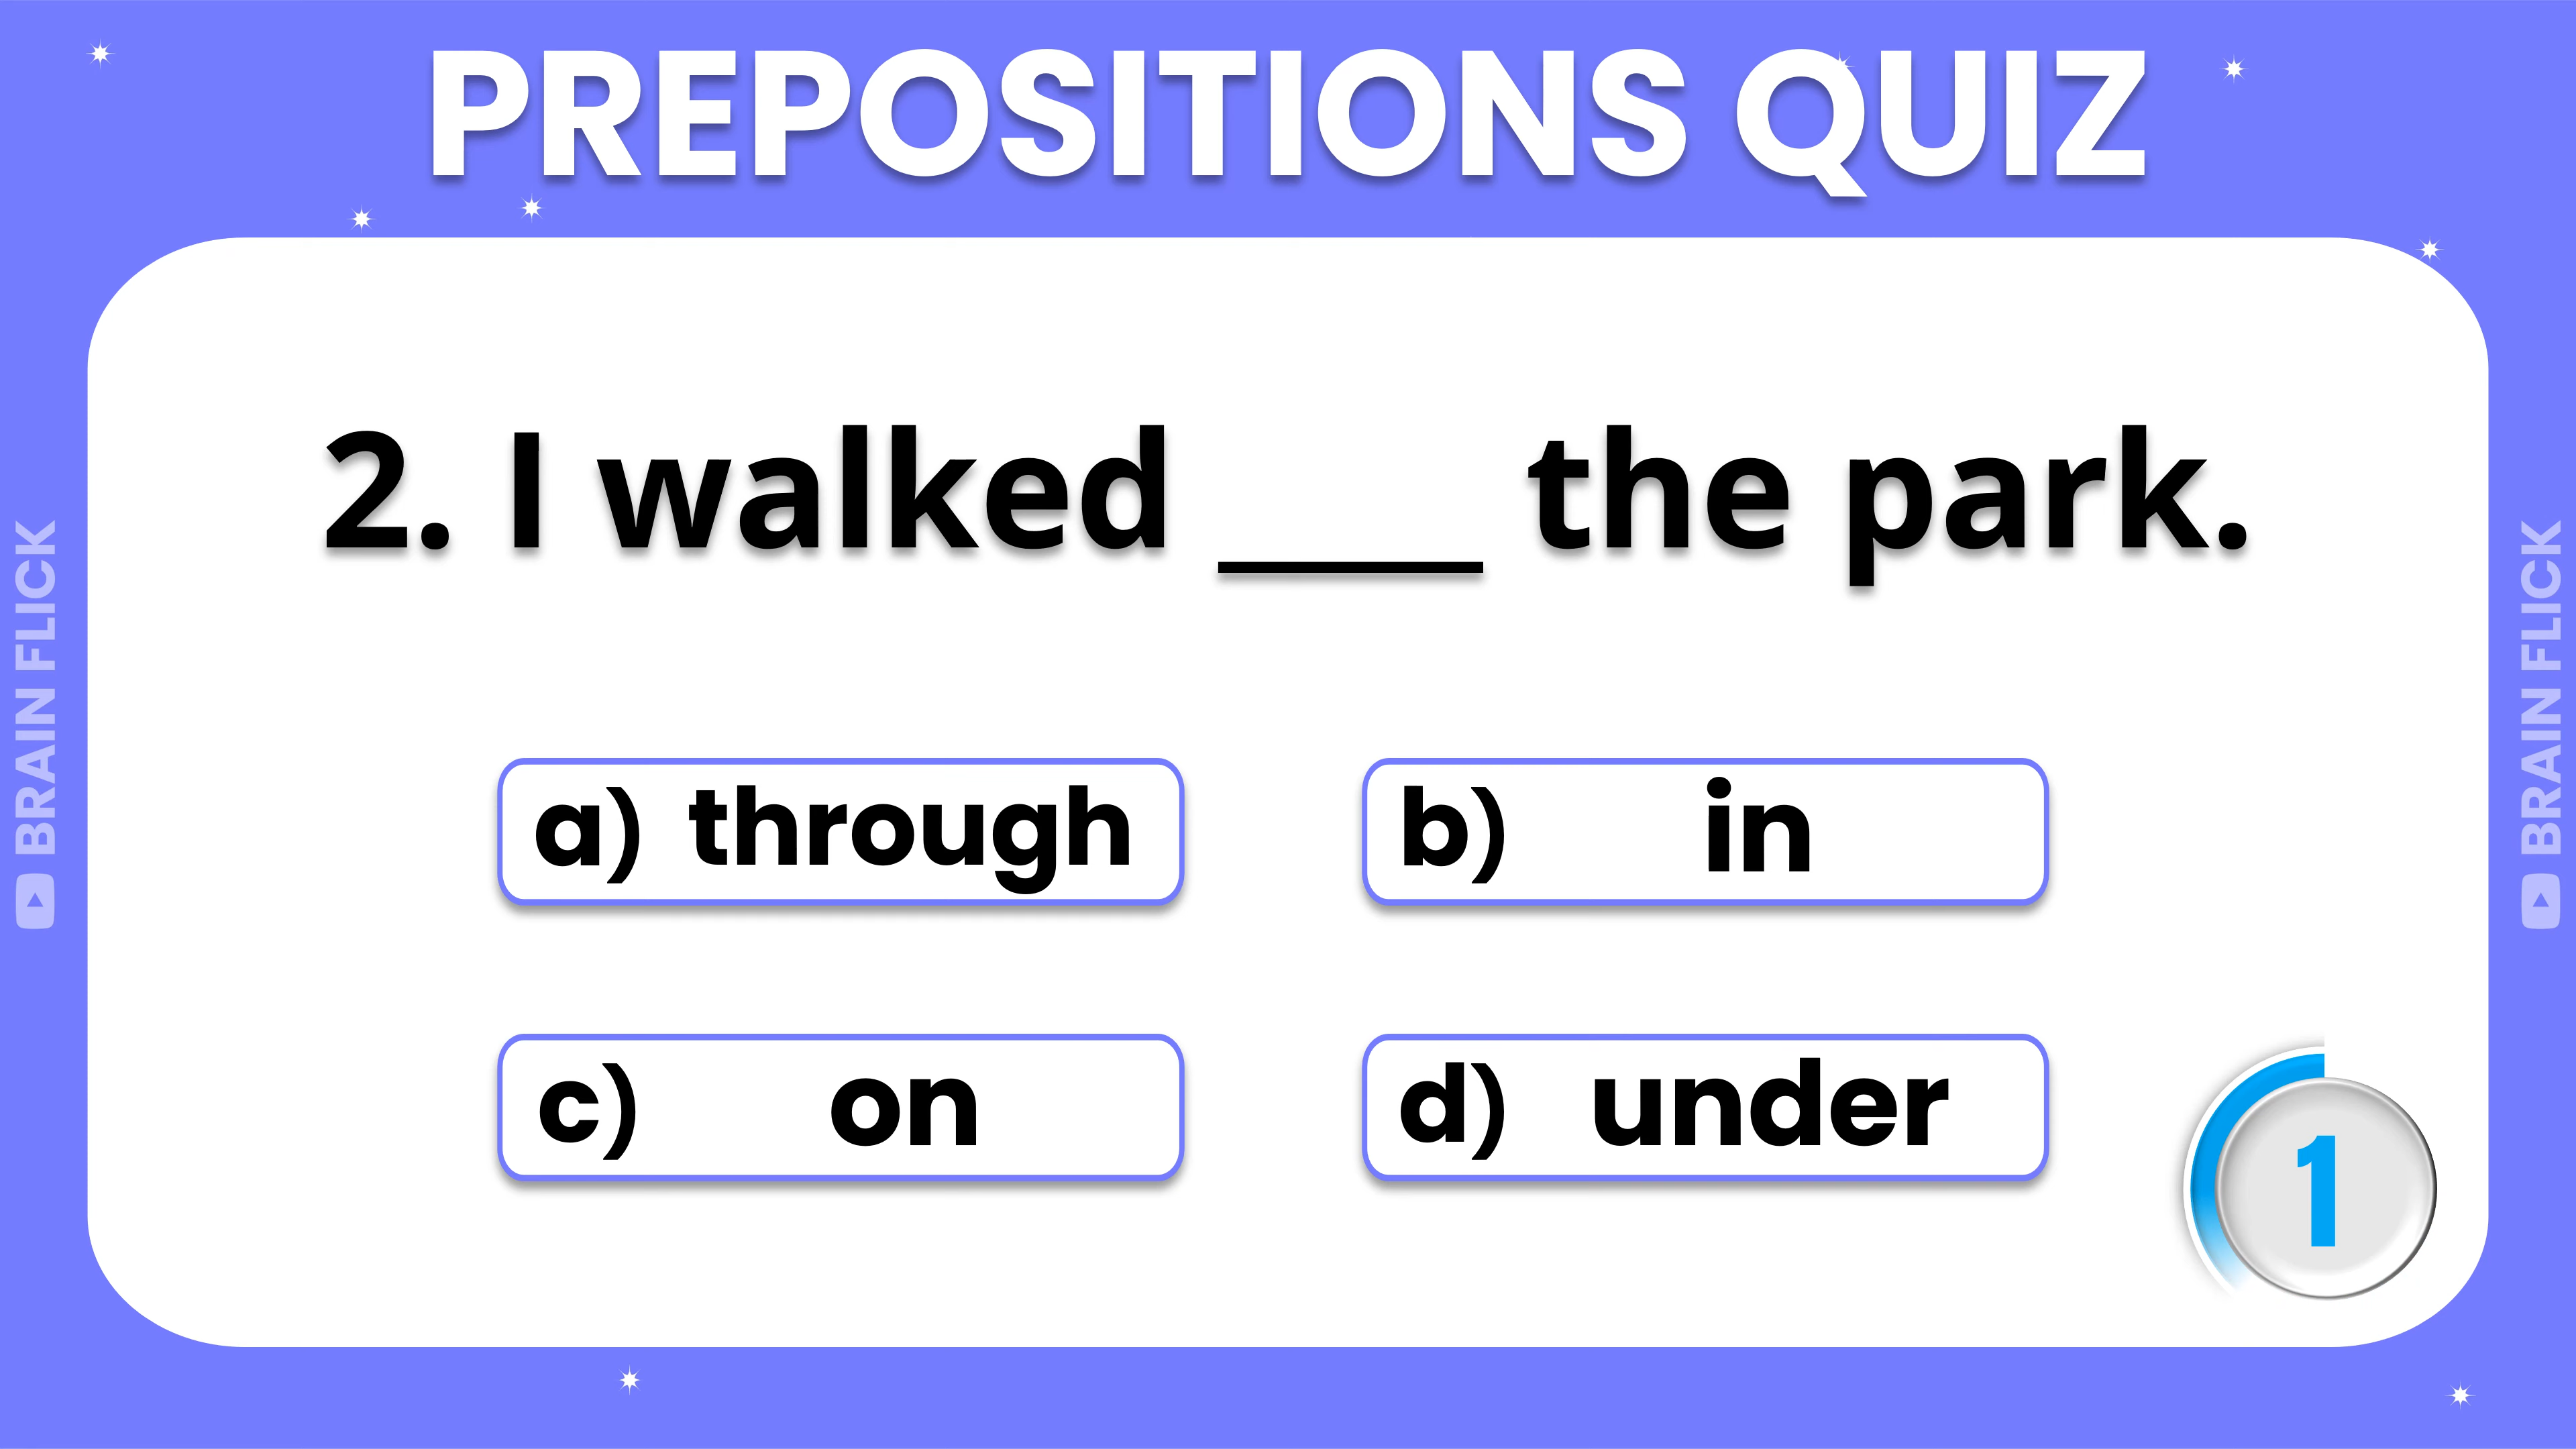 PREPOSITIONS QUIZ
2. I walked ____ the park.
a) through
b) in
c) on
d) under
1
BRAIN FLICK
BRAIN FLICK